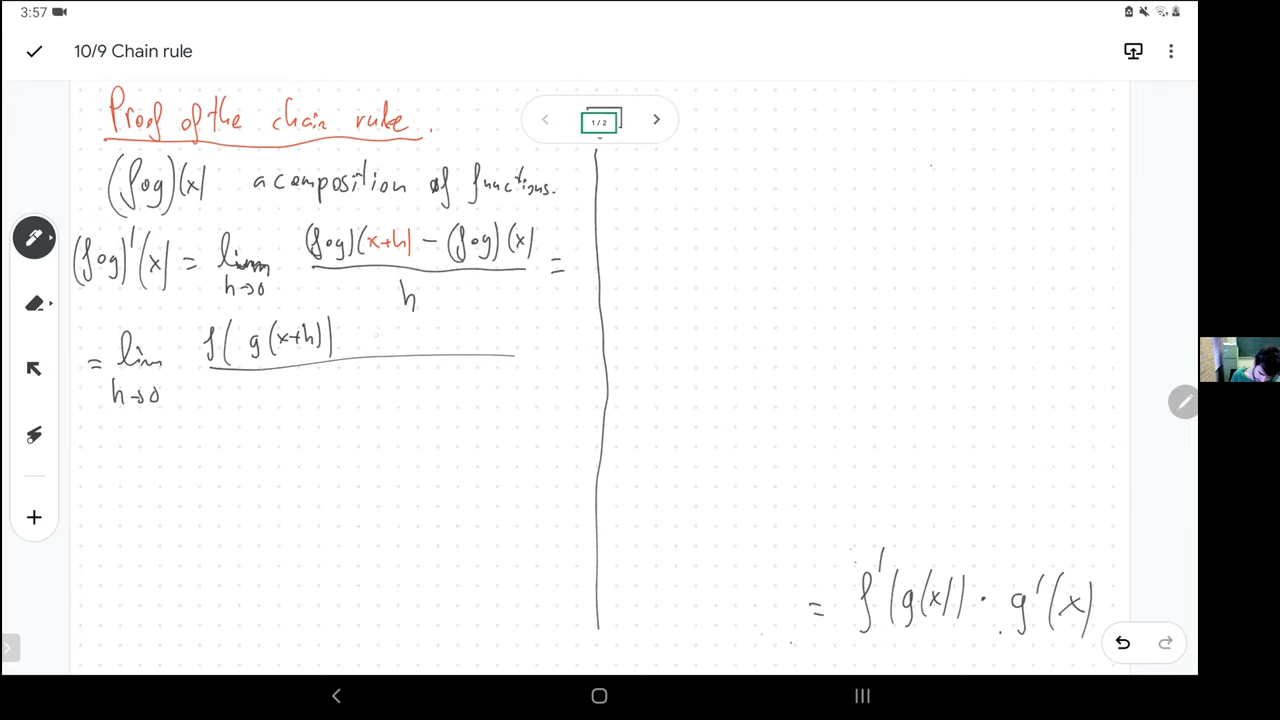 3:57
10/9 Chain rule
1 / 2
Proof of the chain rule.
(f∘g)(x) a composition of functions.
(f∘g)'(x) = lim h→0 (f∘g)(x+h) - (f∘g)(x) / h =
= lim h→0 f( g(x+h))
= f'(g(x)) · g'(x)